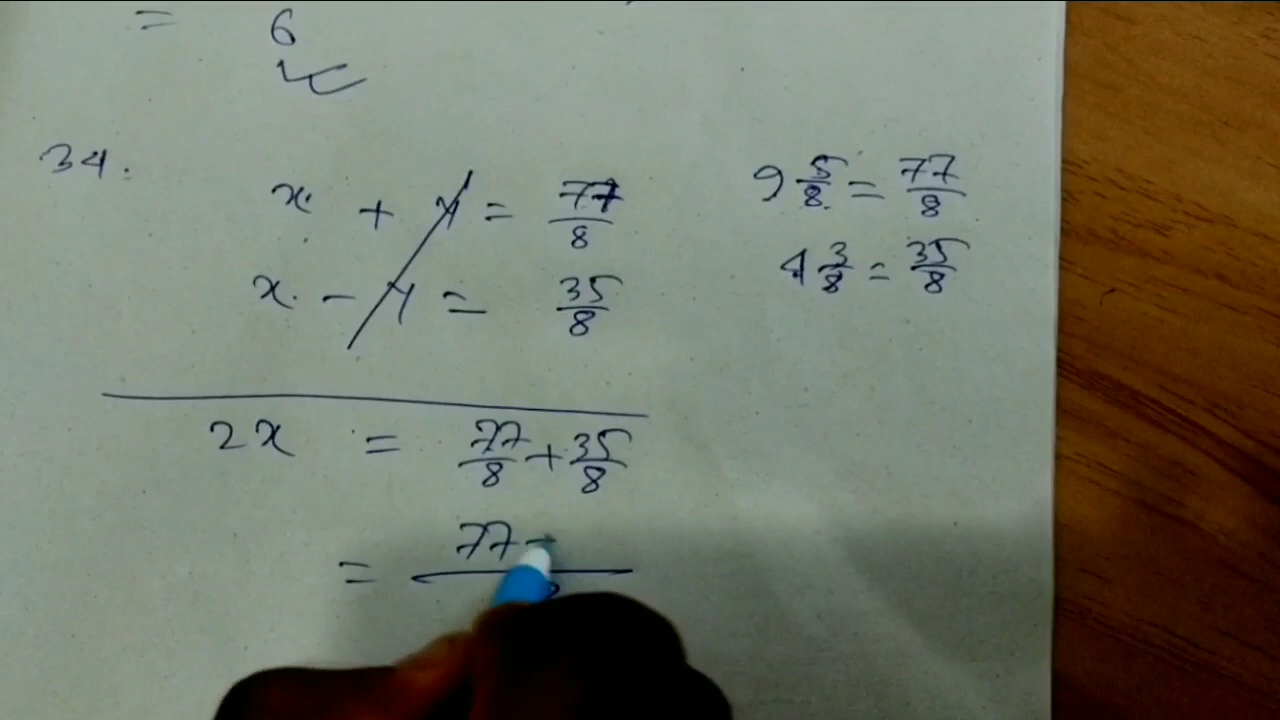 = 6
34.
x + y = 77/8
9 5/8 = 77/8
x - y = 35/8
4 3/8 = 35/8
2x = 77/8 + 35/8
= 77 +